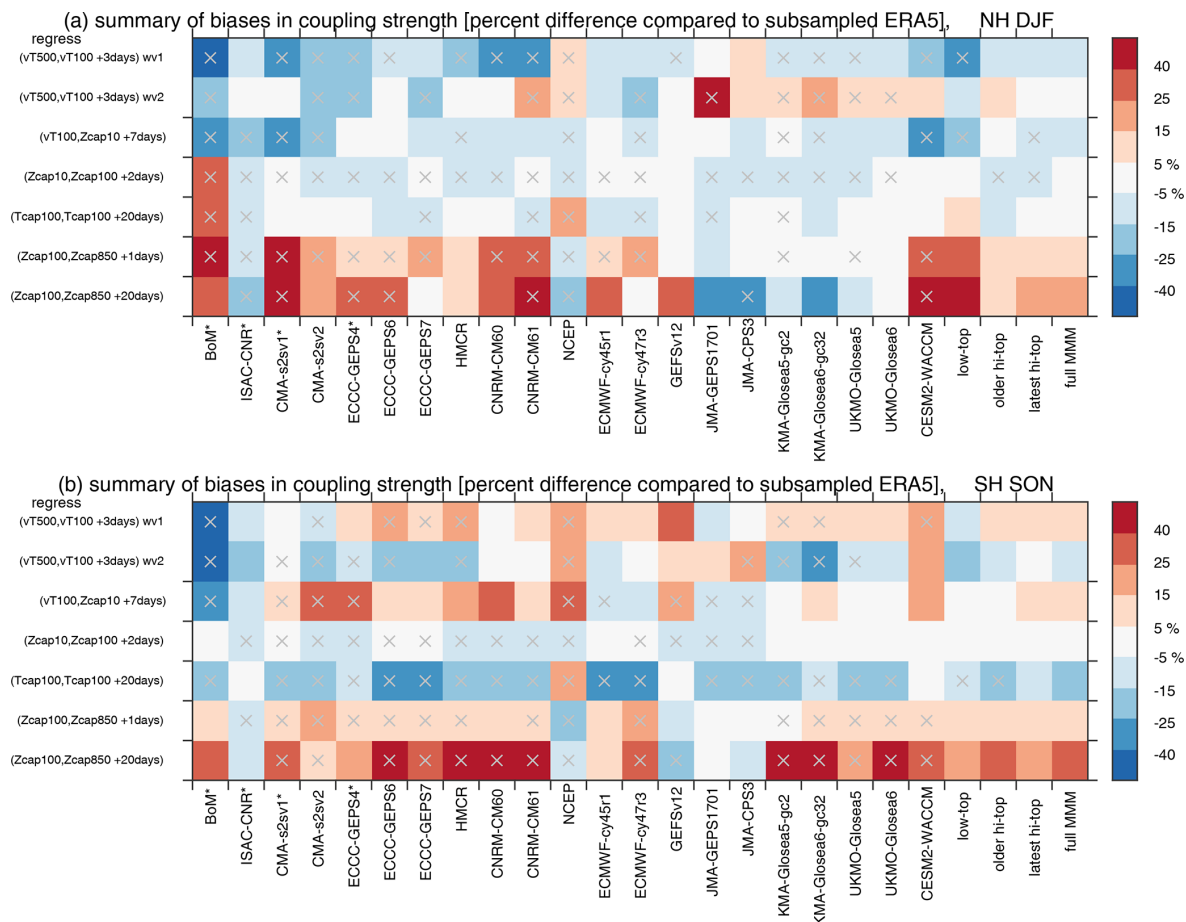 (a) summary of biases in coupling strength [percent difference compared to subsampled ERA5], NH DJF
regress
(vT500,vT100 +3days) wv1
(vT500,vT100 +3days) wv2
(vT100,Zcap10 +7days)
(Zcap10,Zcap100 +2days)
(Tcap100,Tcap100 +20days)
(Zcap100,Zcap850 +1days)
(Zcap100,Zcap850 +20days)
40
25
15
5 %
-5 %
-15
-25
-40
BoM*
ISAC-CNR*
CMA-s2sv1*
CMA-s2sv2
ECCC-GEPS4*
ECCC-GEPS6
ECCC-GEPS7
HMCR
CNRM-CM60
CNRM-CM61
NCEP
ECMWF-cy45r1
ECMWF-cy47r3
GEFSv12
JMA-GEPS1701
JMA-CPS3
KMA-Glosea5-gc2
KMA-Glosea6-gc32
UKMO-Glosea5
UKMO-Glosea6
CESM2-WACCM
low-top
older hi-top
latest hi-top
full MMM
(b) summary of biases in coupling strength [percent difference compared to subsampled ERA5], SH SON
regress
(vT500,vT100 +3days) wv1
(vT500,vT100 +3days) wv2
(vT100,Zcap10 +7days)
(Zcap10,Zcap100 +2days)
(Tcap100,Tcap100 +20days)
(Zcap100,Zcap850 +1days)
(Zcap100,Zcap850 +20days)
40
25
15
5 %
-5 %
-15
-25
-40
BoM*
ISAC-CNR*
CMA-s2sv1*
CMA-s2sv2
ECCC-GEPS4*
ECCC-GEPS6
ECCC-GEPS7
HMCR
CNRM-CM60
CNRM-CM61
NCEP
ECMWF-cy45r1
ECMWF-cy47r3
GEFSv12
JMA-GEPS1701
JMA-CPS3
KMA-Glosea5-gc2
KMA-Glosea6-gc32
UKMO-Glosea5
UKMO-Glosea6
CESM2-WACCM
low-top
older hi-top
latest hi-top
full MMM